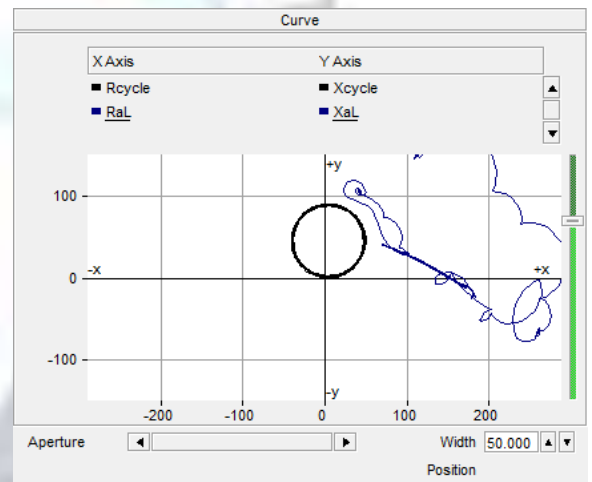 Curve
X Axis Y Axis
Rcycle Xcycle
RaL XaL
+y
100
-x +x
0
-100
-y
-200 -100 0 100 200
Aperture Width 50.000
Position